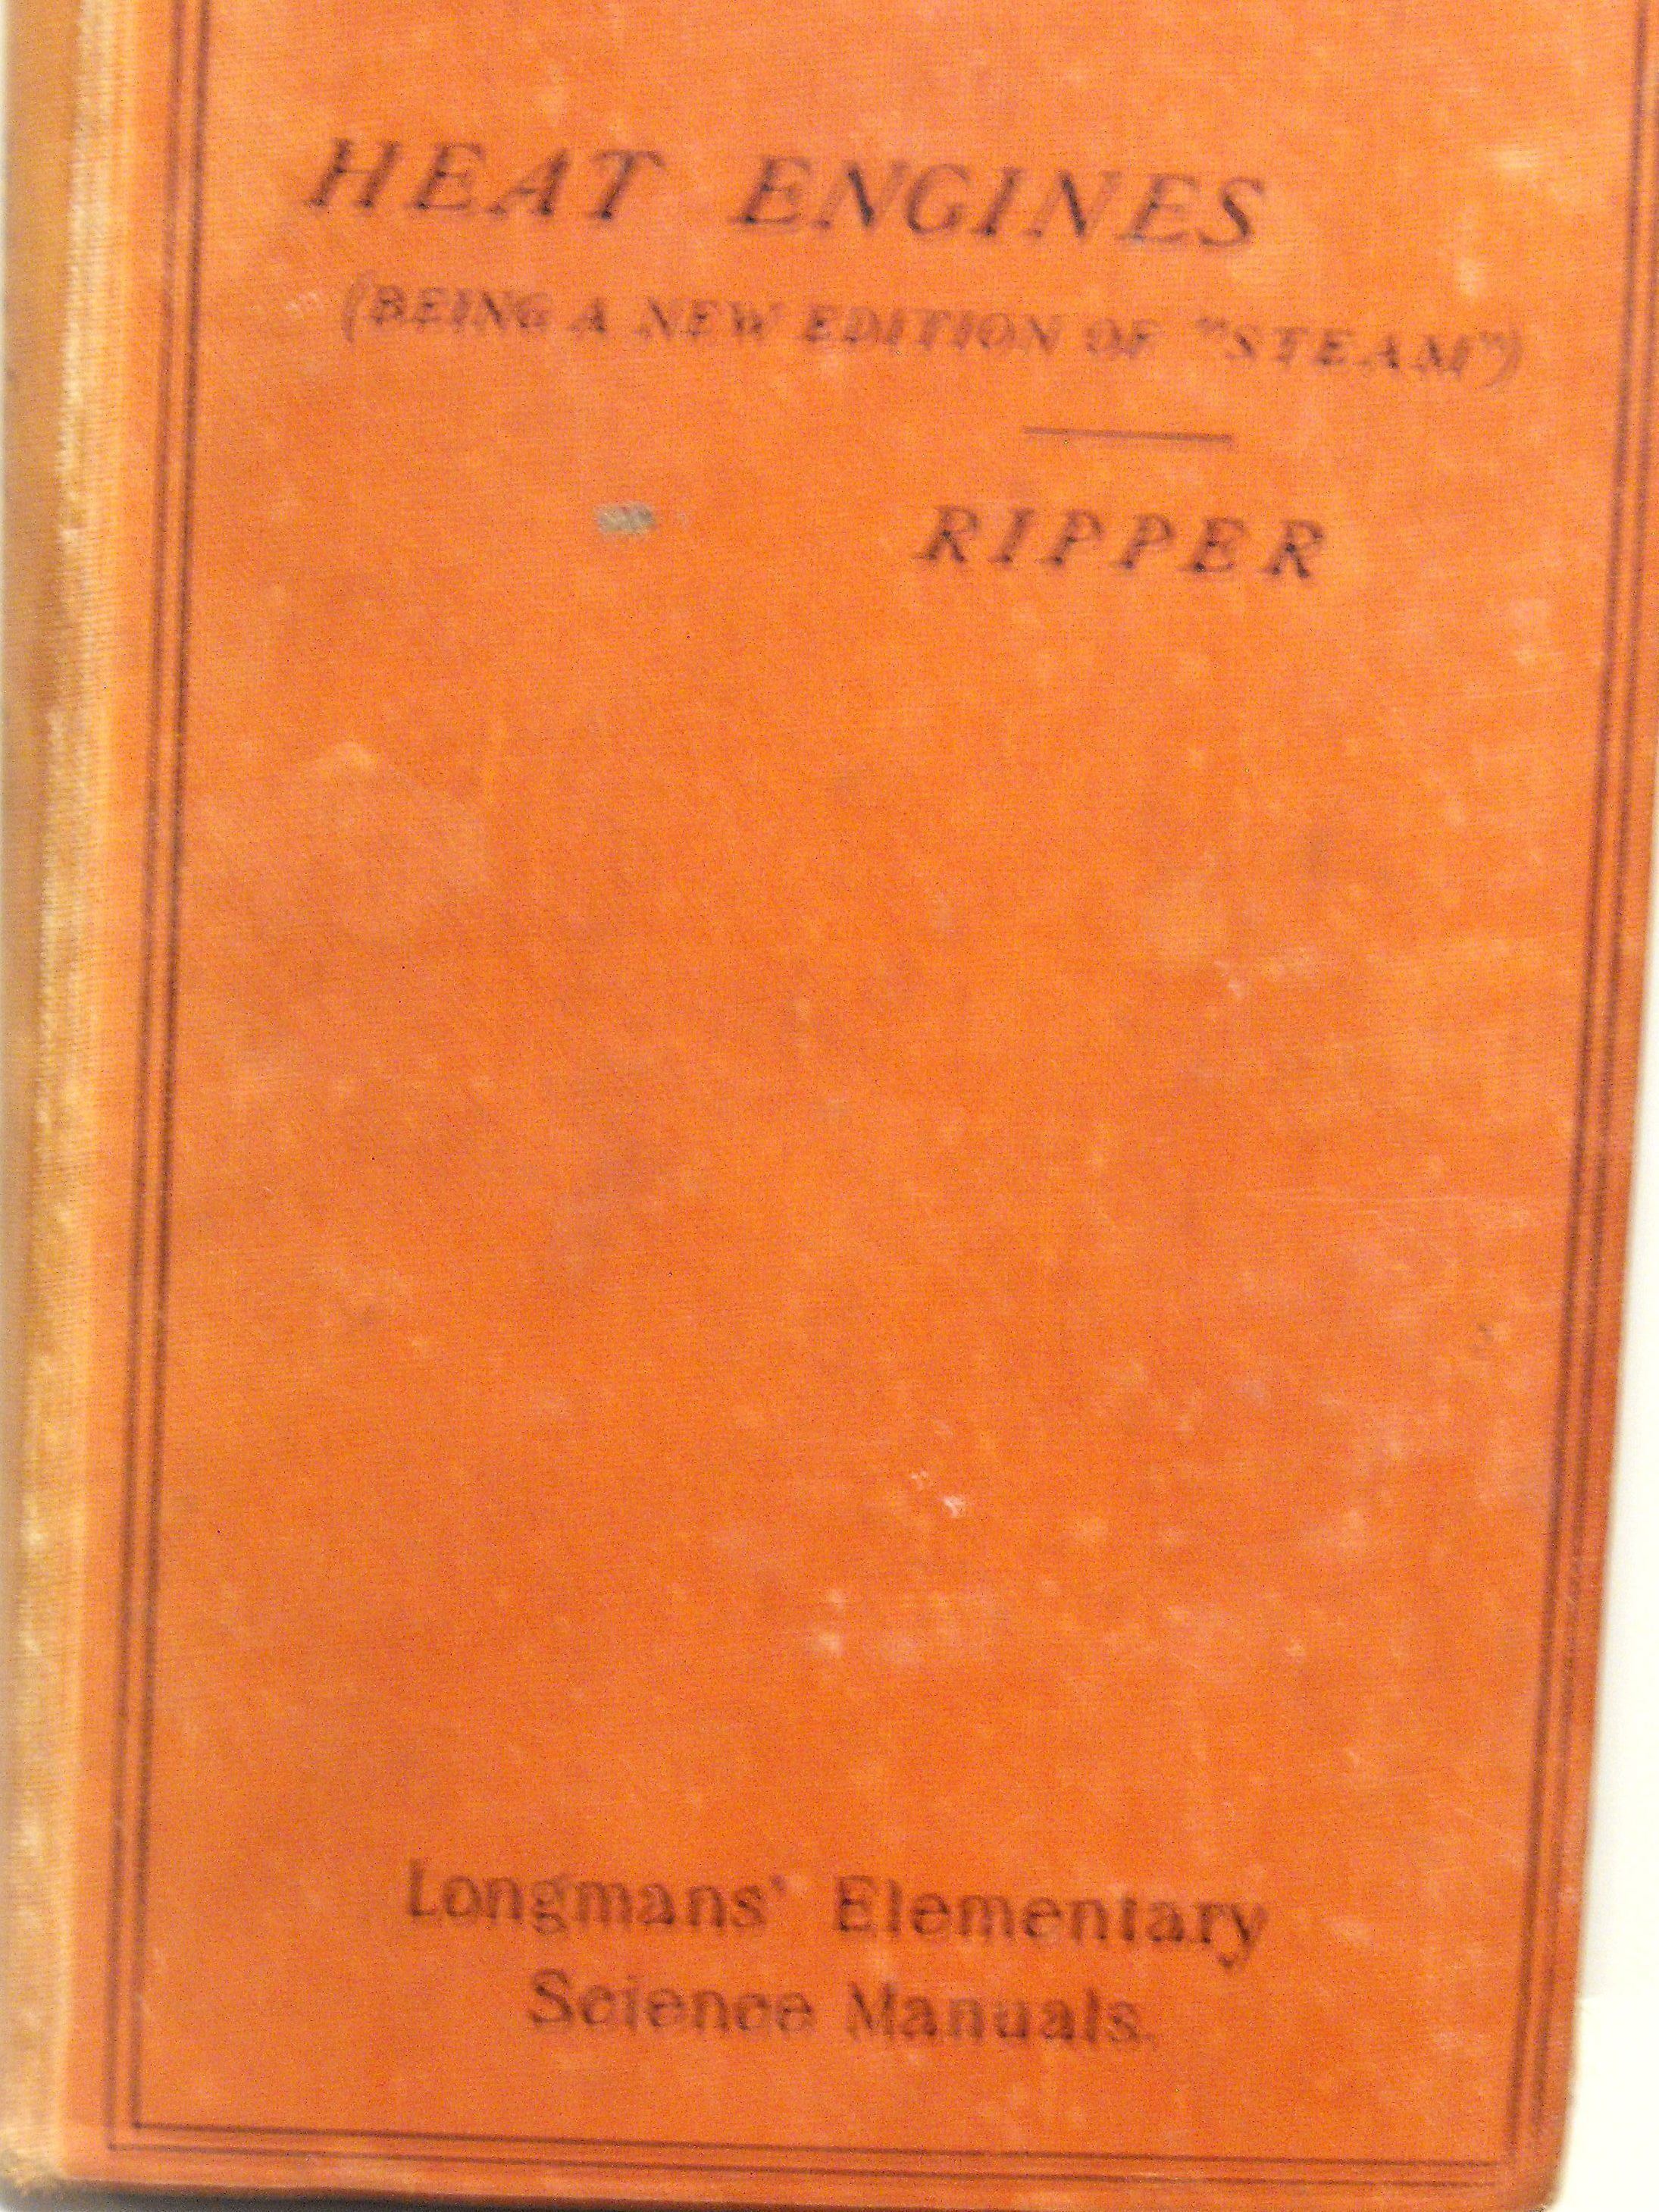 HEAT ENGINES
(BEING A NEW EDITION OF "STEAM")
RIPPER
Longmans' Elementary
Science Manuals.